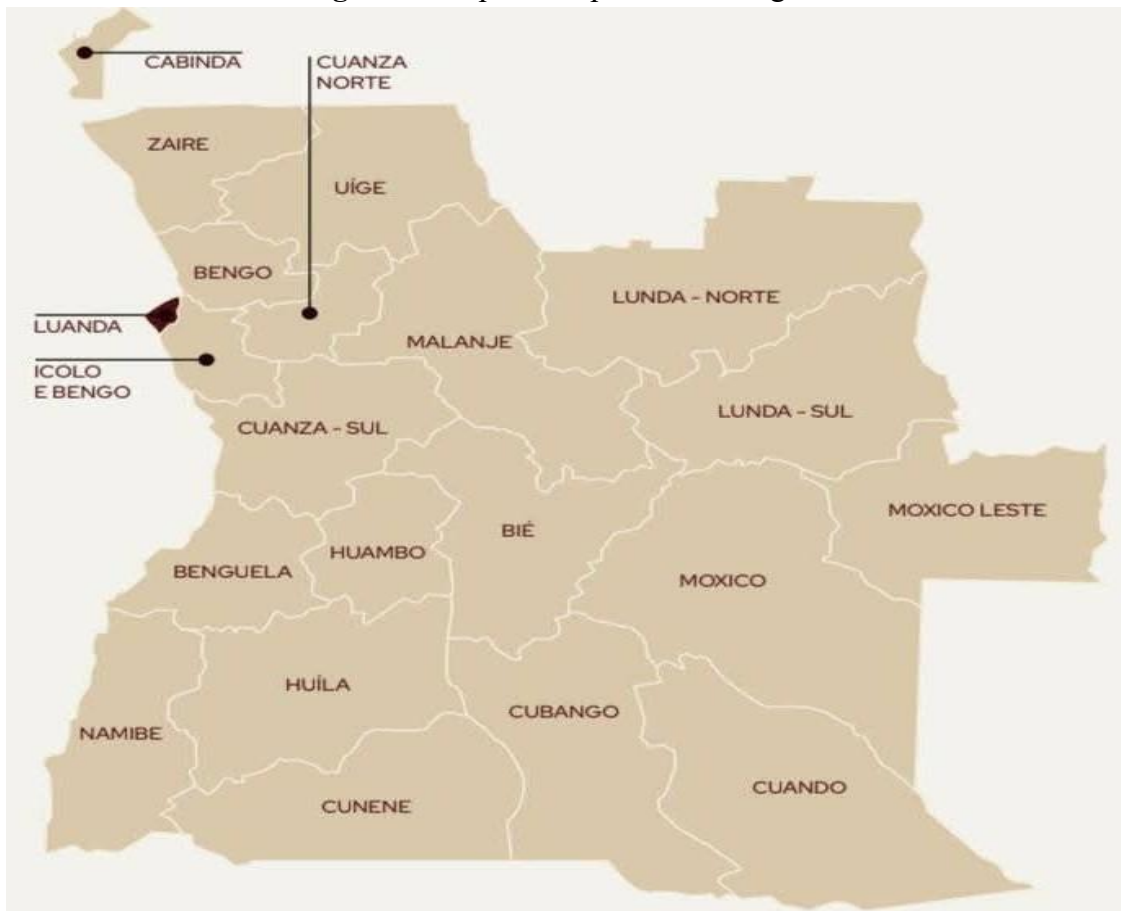 CABINDA
CUANZA
NORTE
ZAIRE
UÍGE
BENGO
LUNDA - NORTE
LUANDA
MALANJE
ICOLO
E BENGO
LUNDA - SUL
CUANZA - SUL
MOXICO LESTE
BIÉ
HUAMBO
BENGUELA
MOXICO
HUÍLA
CUBANGO
NAMIBE
CUANDO
CUNENE